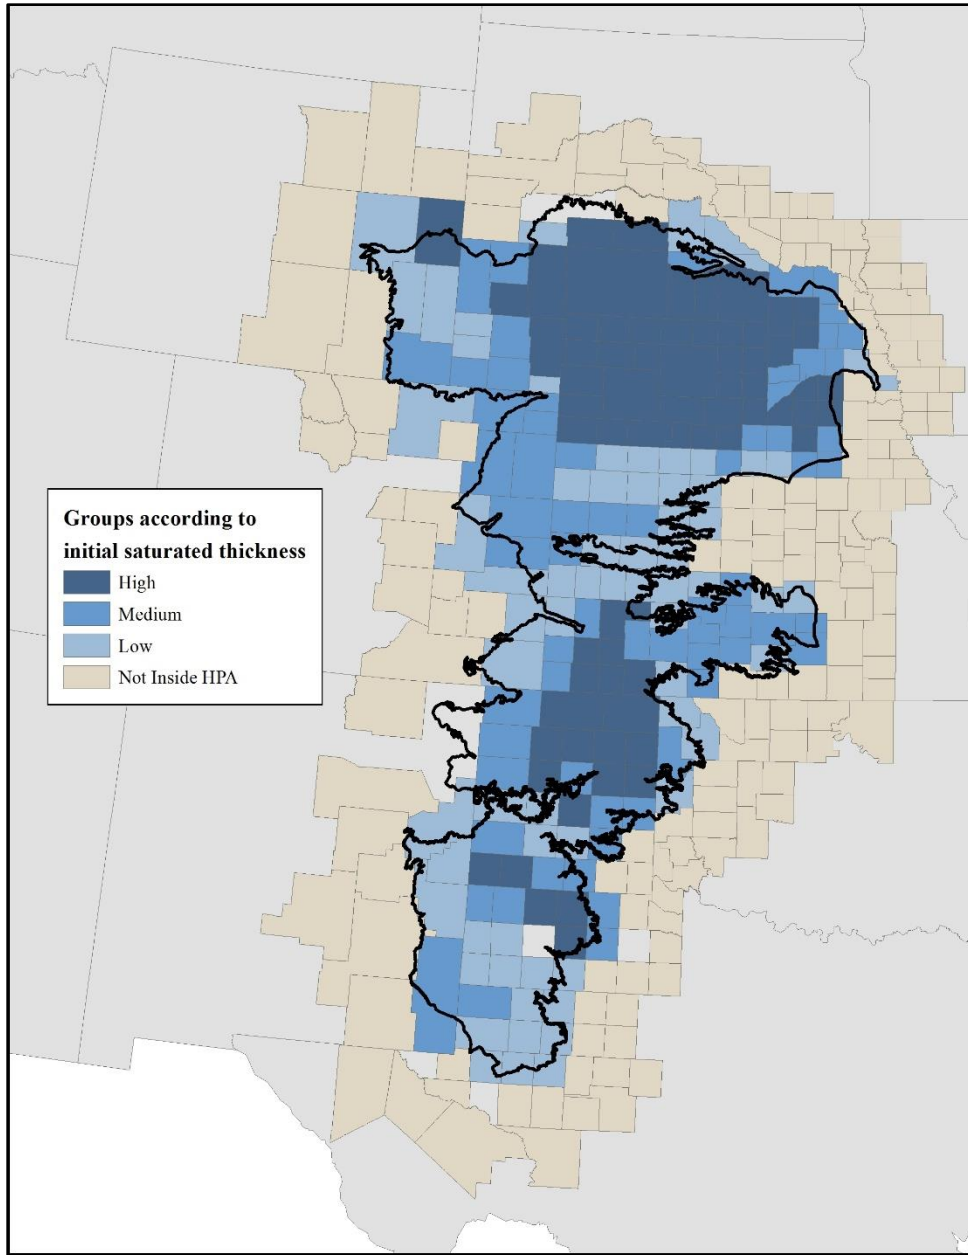 Groups according to
initial saturated thickness
High
Medium
Low
Not Inside HPA